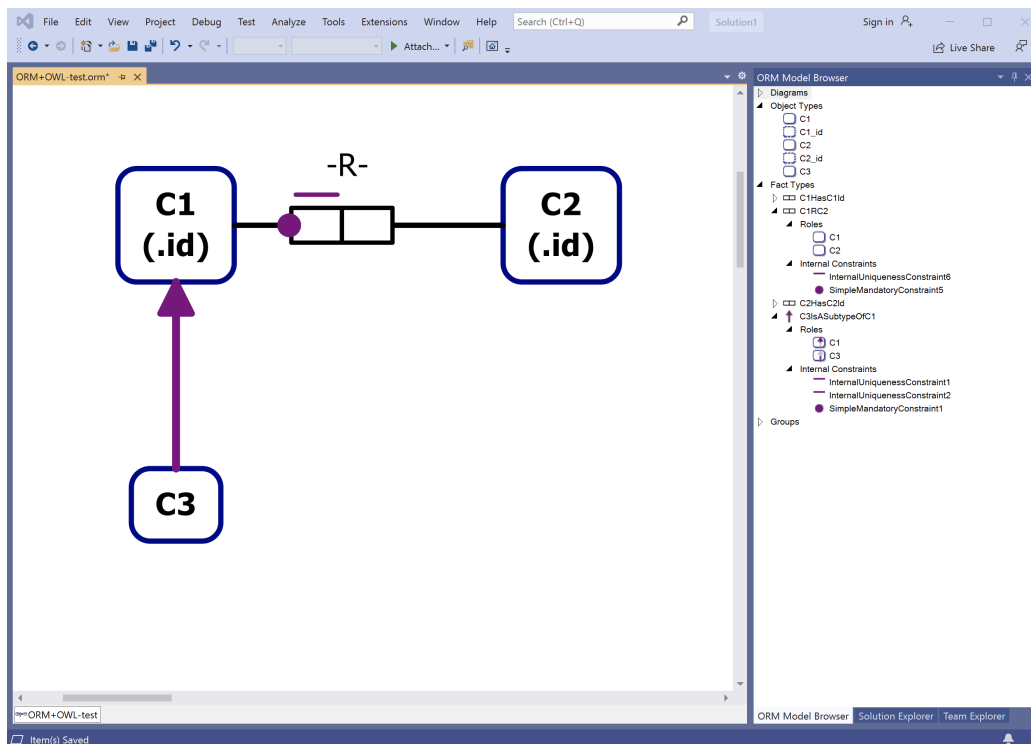 File Edit View Project Debug Test Analyze Tools Extensions Window Help Search (Ctrl+Q) Solution1 Sign in
Attach... Live Share
ORM+OWL-test.orm*
-R-
C1
(.id)
C2
(.id)
C3
ORM+OWL-test
ORM Model Browser
Diagrams
Object Types
C1
C1_id
C2
C2_id
C3
Fact Types
C1HasC1Id
C1RC2
Roles
C1
C2
Internal Constraints
InternalUniquenessConstraint6
SimpleMandatoryConstraint5
C2HasC2Id
C3IsASubtypeOfC1
Roles
C1
C3
Internal Constraints
InternalUniquenessConstraint1
InternalUniquenessConstraint2
SimpleMandatoryConstraint1
Groups
ORM Model Browser Solution Explorer Team Explorer
Item(s) Saved